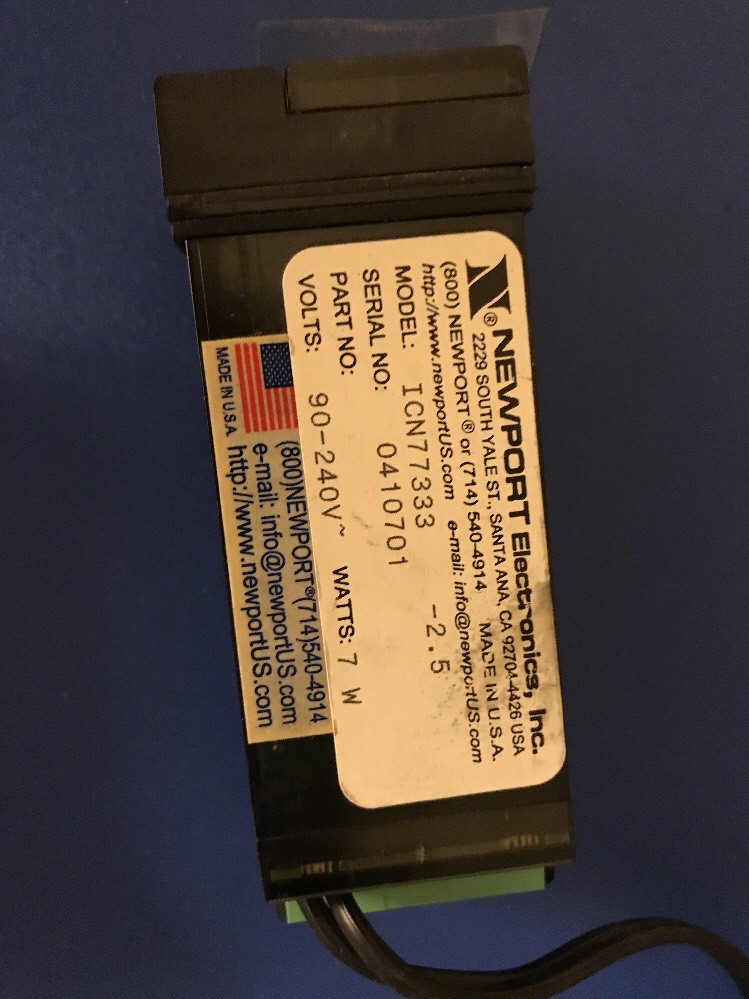 NEWPORT Electronics, Inc.
® 2229 SOUTH YALE ST., SANTA ANA, CA 92704-4426 USA
(800) NEWPORT® or (714) 540-4914 MADE IN U.S.A.
http://www.newportUS.com e-mail: info@newportUS.com
MODEL: ICN77333 -2.5
SERIAL NO: 0410701
PART NO:
VOLTS: 90-240V~ WATTS: 7 W
(800)NEWPORT®(714)540-4914
e-mail: info@newportUS.com
MADE IN U.S.A. http://www.newportUS.com